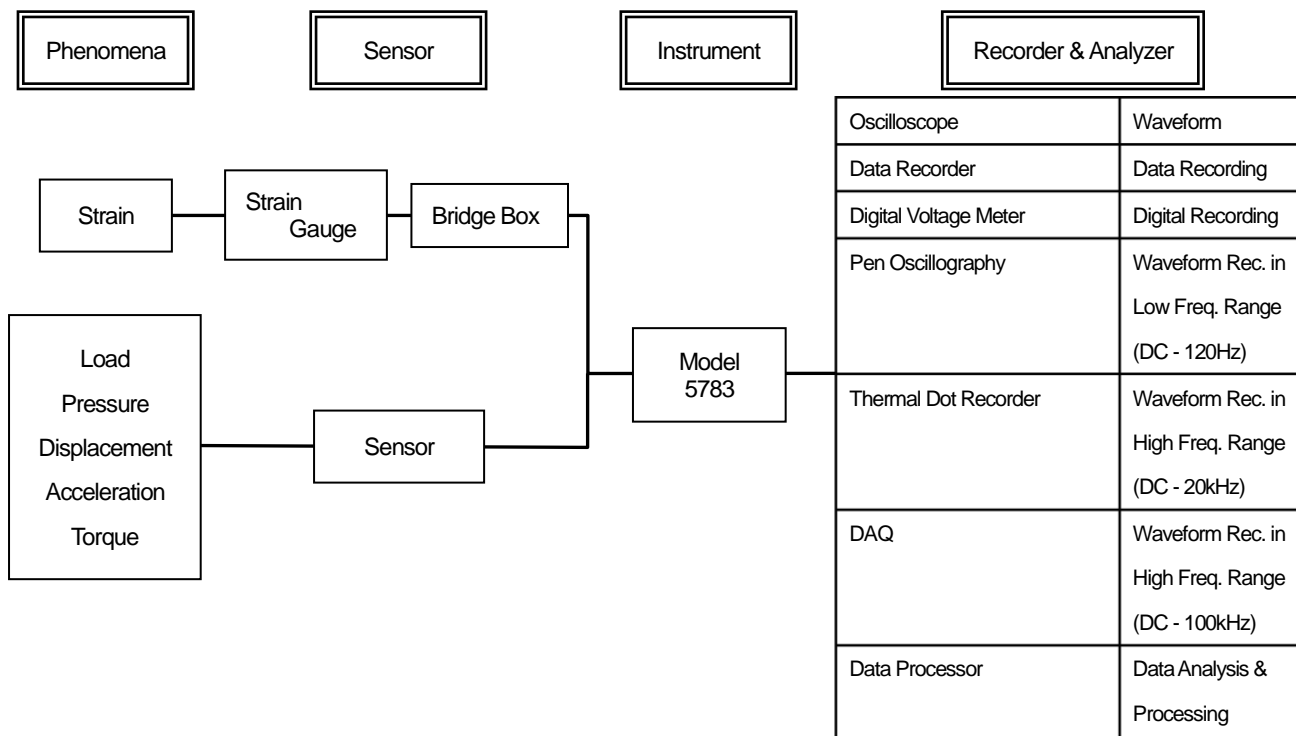 Phenomena
Sensor
Instrument
Recorder & Analyzer
Strain
Strain
Gauge
Bridge Box
Load
Pressure
Displacement
Acceleration
Torque
Sensor
Model
5783
Oscilloscope
Waveform
Data Recorder
Data Recording
Digital Voltage Meter
Digital Recording
Pen Oscillography
Waveform Rec. in
Low Freq. Range
(DC - 120Hz)
Thermal Dot Recorder
Waveform Rec. in
High Freq. Range
(DC - 20kHz)
DAQ
Waveform Rec. in
High Freq. Range
(DC - 100kHz)
Data Processor
Data Analysis &
Processing